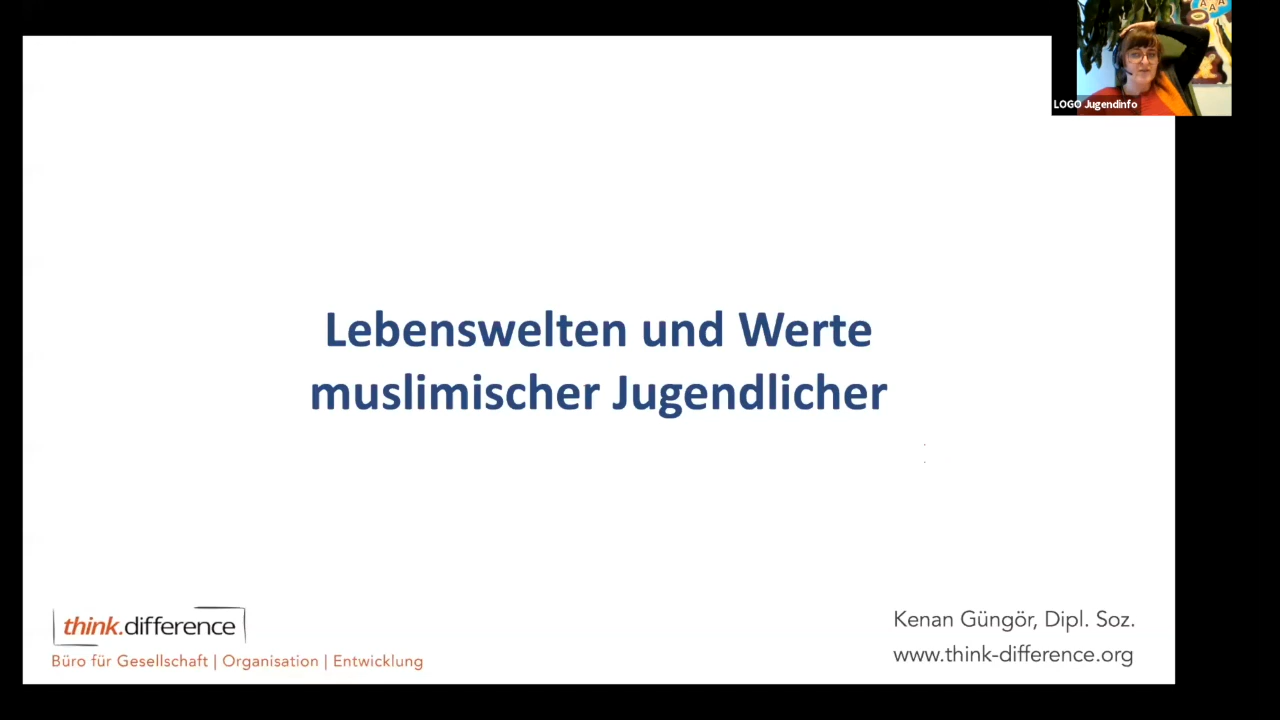 AAA
LOGO Jugendinfo
Lebenswelten und Werte
muslimischer Jugendlicher
think.difference
Büro für Gesellschaft | Organisation | Entwicklung
Kenan Güngör, Dipl. Soz.
www.think-difference.org